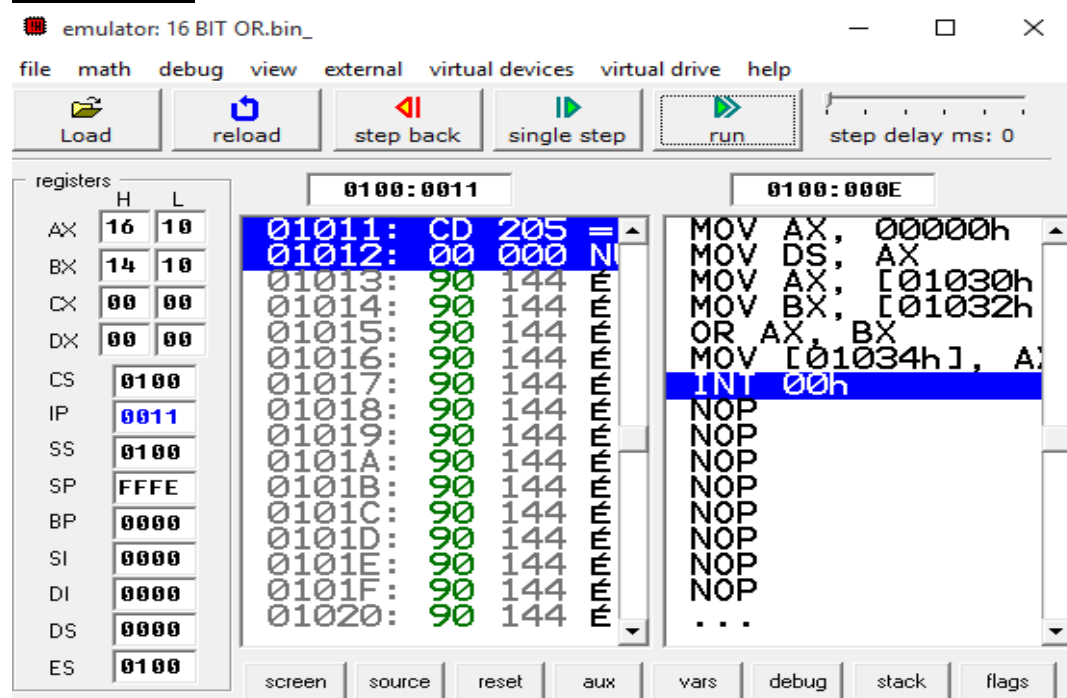 emulator: 16 BIT OR.bin_
file math debug view external virtual devices virtual drive help
Load reload step back single step run step delay ms: 0
registers
H L
AX 16 10
BX 14 10
CX 00 00
DX 00 00
CS 0100
IP 0011
SS 0100
SP FFFE
BP 0000
SI 0000
DI 0000
DS 0000
ES 0100
0100:0011
01011: CD 205 =
01012: 00 000 NU
01013: 90 144 É
01014: 90 144 É
01015: 90 144 É
01016: 90 144 É
01017: 90 144 É
01018: 90 144 É
01019: 90 144 É
0101A: 90 144 É
0101B: 90 144 É
0101C: 90 144 É
0101D: 90 144 É
0101E: 90 144 É
0101F: 90 144 É
01020: 90 144 É
0100:000E
MOV AX, 00000h
MOV DS, AX
MOV AX, [01030h
MOV BX, [01032h
OR AX, BX
MOV [01034h], AX
INT 00h
NOP
NOP
NOP
NOP
NOP
NOP
NOP
...
screen source reset aux vars debug stack flags